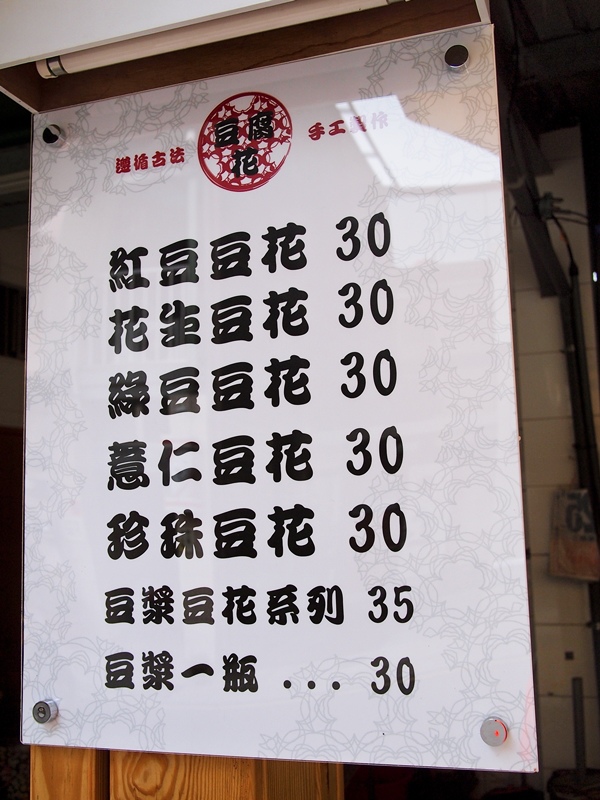 遵循古法 豆腐花 手工製作
紅豆豆花 30
花生豆花 30
綠豆豆花 30
薏仁豆花 30
珍珠豆花 30
豆漿豆花系列 35
豆漿一瓶 ... 30